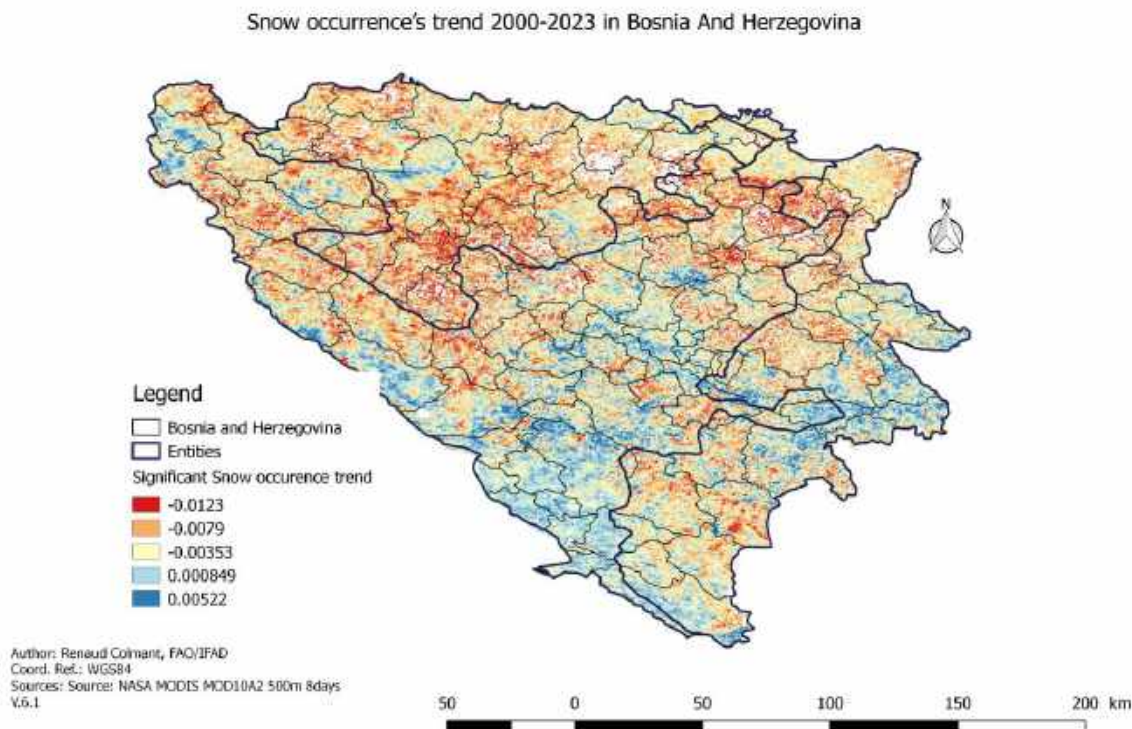 Snow occurrence's trend 2000-2023 in Bosnia And Herzegovina
N
Legend
Bosnia and Herzegovina
Entities
Significant Snow occurence trend
-0.0123
-0.0079
-0.00353
0.000849
0.00522
Author: Renaud Colmant, FAO/IFAD
Coord. Ref.: WGS84
Sources: Source: NASA MODIS MOD10A2 500m 8days
V.6.1
50 0 50 100 150 200 km